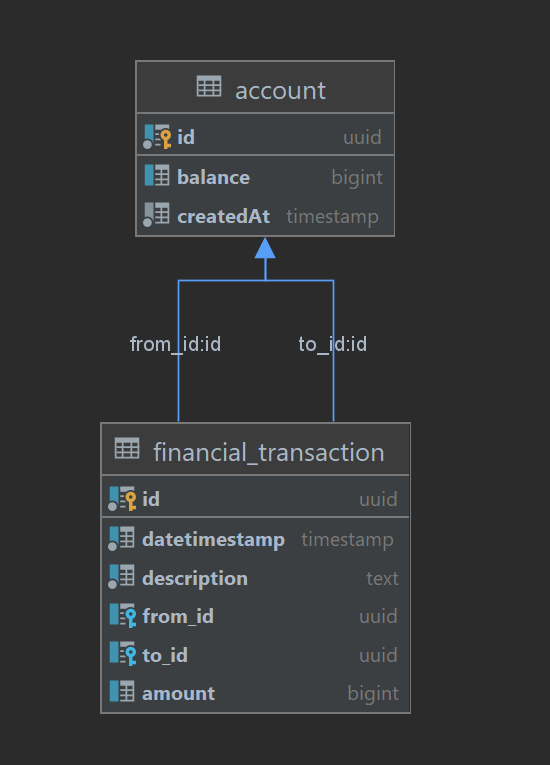 account
id uuid
balance bigint
createdAt timestamp
from_id:id to_id:id
financial_transaction
id uuid
datetimestamp timestamp
description text
from_id uuid
to_id uuid
amount bigint